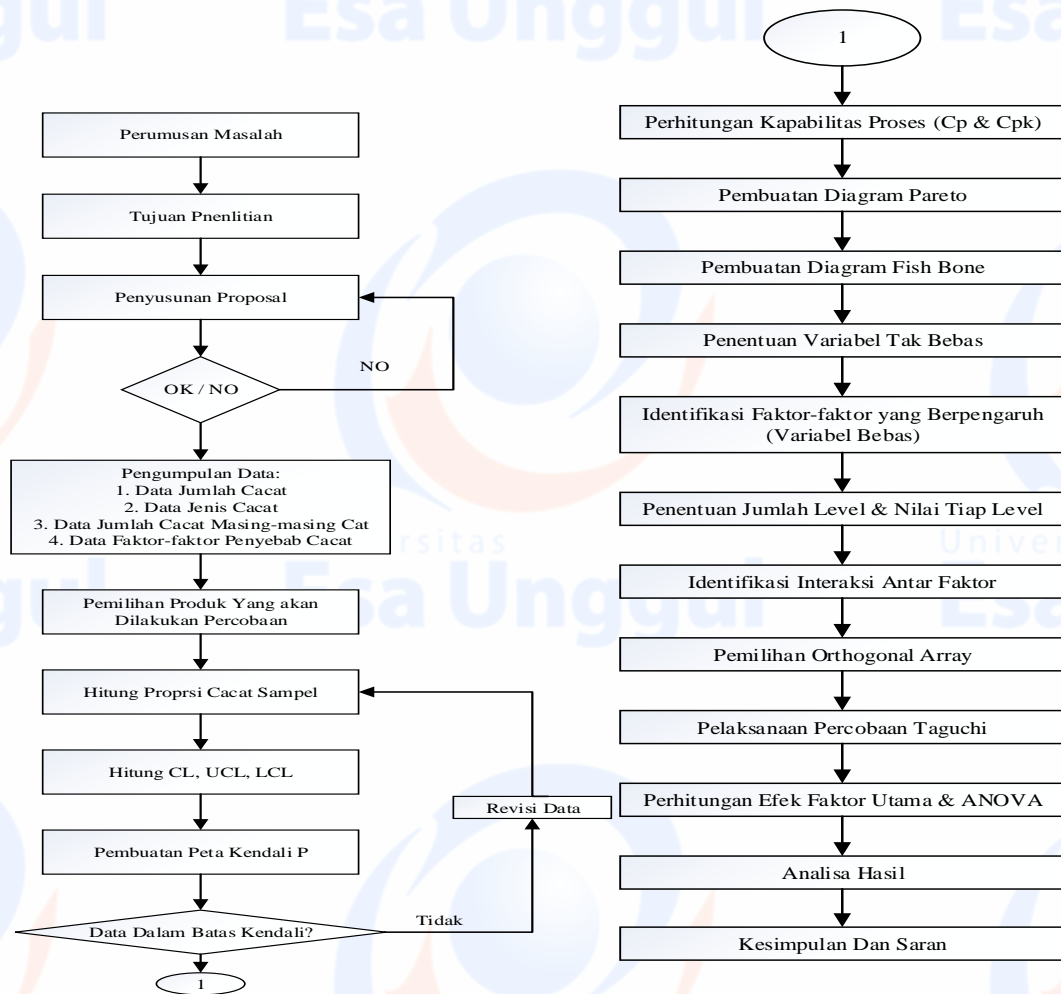 Perumusan Masalah
Tujuan Pnenlitian
Penyusunan Proposal
NO
OK / NO
Pengumpulan Data:
1. Data Jumlah Cacat
2. Data Jenis Cacat
3. Data Jumlah Cacat Masing-masing Cat
4. Data Faktor-faktor Penyebab Cacat
Pemilihan Produk Yang akan
Dilakukan Percobaan
Hitung Proprsi Cacat Sampel
Hitung CL, UCL, LCL
Revisi Data
Pembuatan Peta Kendali P
Data Dalam Batas Kendali?
Tidak
1
1
Perhitungan Kapabilitas Proses (Cp & Cpk)
Pembuatan Diagram Pareto
Pembuatan Diagram Fish Bone
Penentuan Variabel Tak Bebas
Identifikasi Faktor-faktor yang Berpengaruh
(Variabel Bebas)
Penentuan Jumlah Level & Nilai Tiap Level
Identifikasi Interaksi Antar Faktor
Pemilihan Orthogonal Array
Pelaksanaan Percobaan Taguchi
Perhitungan Efek Faktor Utama & ANOVA
Analisa Hasil
Kesimpulan Dan Saran
Esa Unggul
Esa Unggul